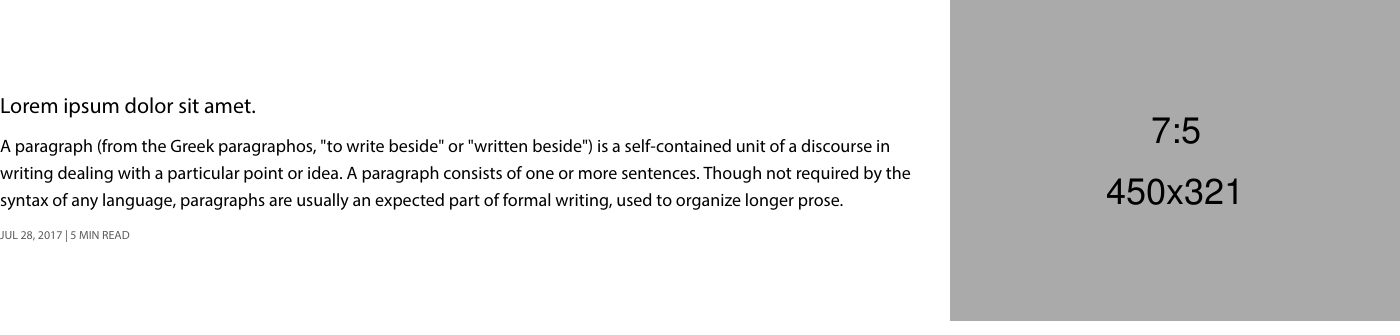 Lorem ipsum dolor sit amet.
A paragraph (from the Greek paragraphos, "to write beside" or "written beside") is a self-contained unit of a discourse in
writing dealing with a particular point or idea. A paragraph consists of one or more sentences. Though not required by the
syntax of any language, paragraphs are usually an expected part of formal writing, used to organize longer prose.
JUL 28, 2017 | 5 MIN READ
7:5
450x321